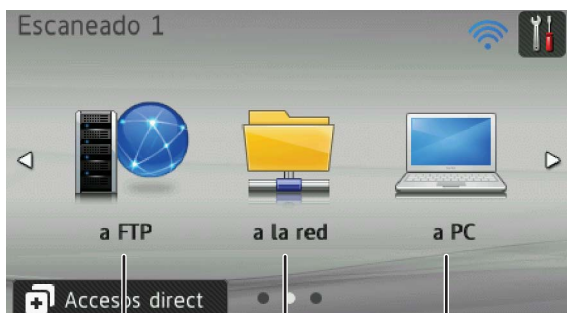 Escaneado 1
a FTP a la red a PC
Accesos direct